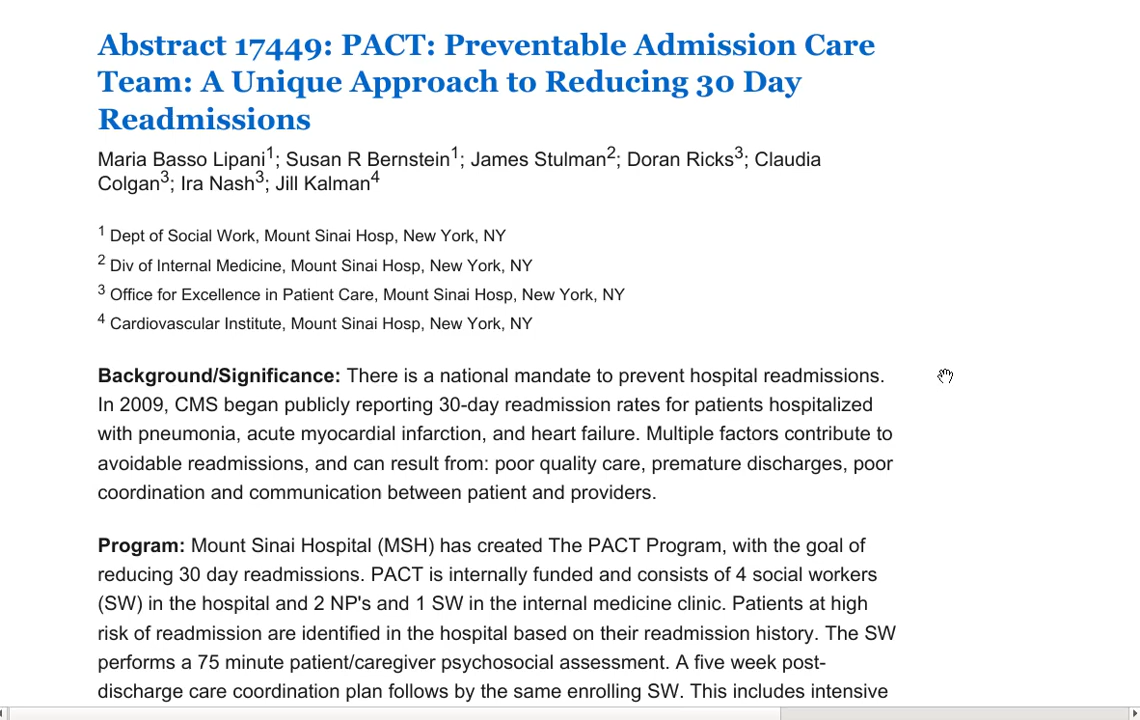 Abstract 17449: PACT: Preventable Admission Care
Team: A Unique Approach to Reducing 30 Day
Readmissions
Maria Basso Lipani1; Susan R Bernstein1; James Stulman2; Doran Ricks3; Claudia
Colgan3; Ira Nash3; Jill Kalman4
1 Dept of Social Work, Mount Sinai Hosp, New York, NY
2 Div of Internal Medicine, Mount Sinai Hosp, New York, NY
3 Office for Excellence in Patient Care, Mount Sinai Hosp, New York, NY
4 Cardiovascular Institute, Mount Sinai Hosp, New York, NY
Background/Significance: There is a national mandate to prevent hospital readmissions.
In 2009, CMS began publicly reporting 30-day readmission rates for patients hospitalized
with pneumonia, acute myocardial infarction, and heart failure. Multiple factors contribute to
avoidable readmissions, and can result from: poor quality care, premature discharges, poor
coordination and communication between patient and providers.
Program: Mount Sinai Hospital (MSH) has created The PACT Program, with the goal of
reducing 30 day readmissions. PACT is internally funded and consists of 4 social workers
(SW) in the hospital and 2 NP's and 1 SW in the internal medicine clinic. Patients at high
risk of readmission are identified in the hospital based on their readmission history. The SW
performs a 75 minute patient/caregiver psychosocial assessment. A five week post-
discharge care coordination plan follows by the same enrolling SW. This includes intensive